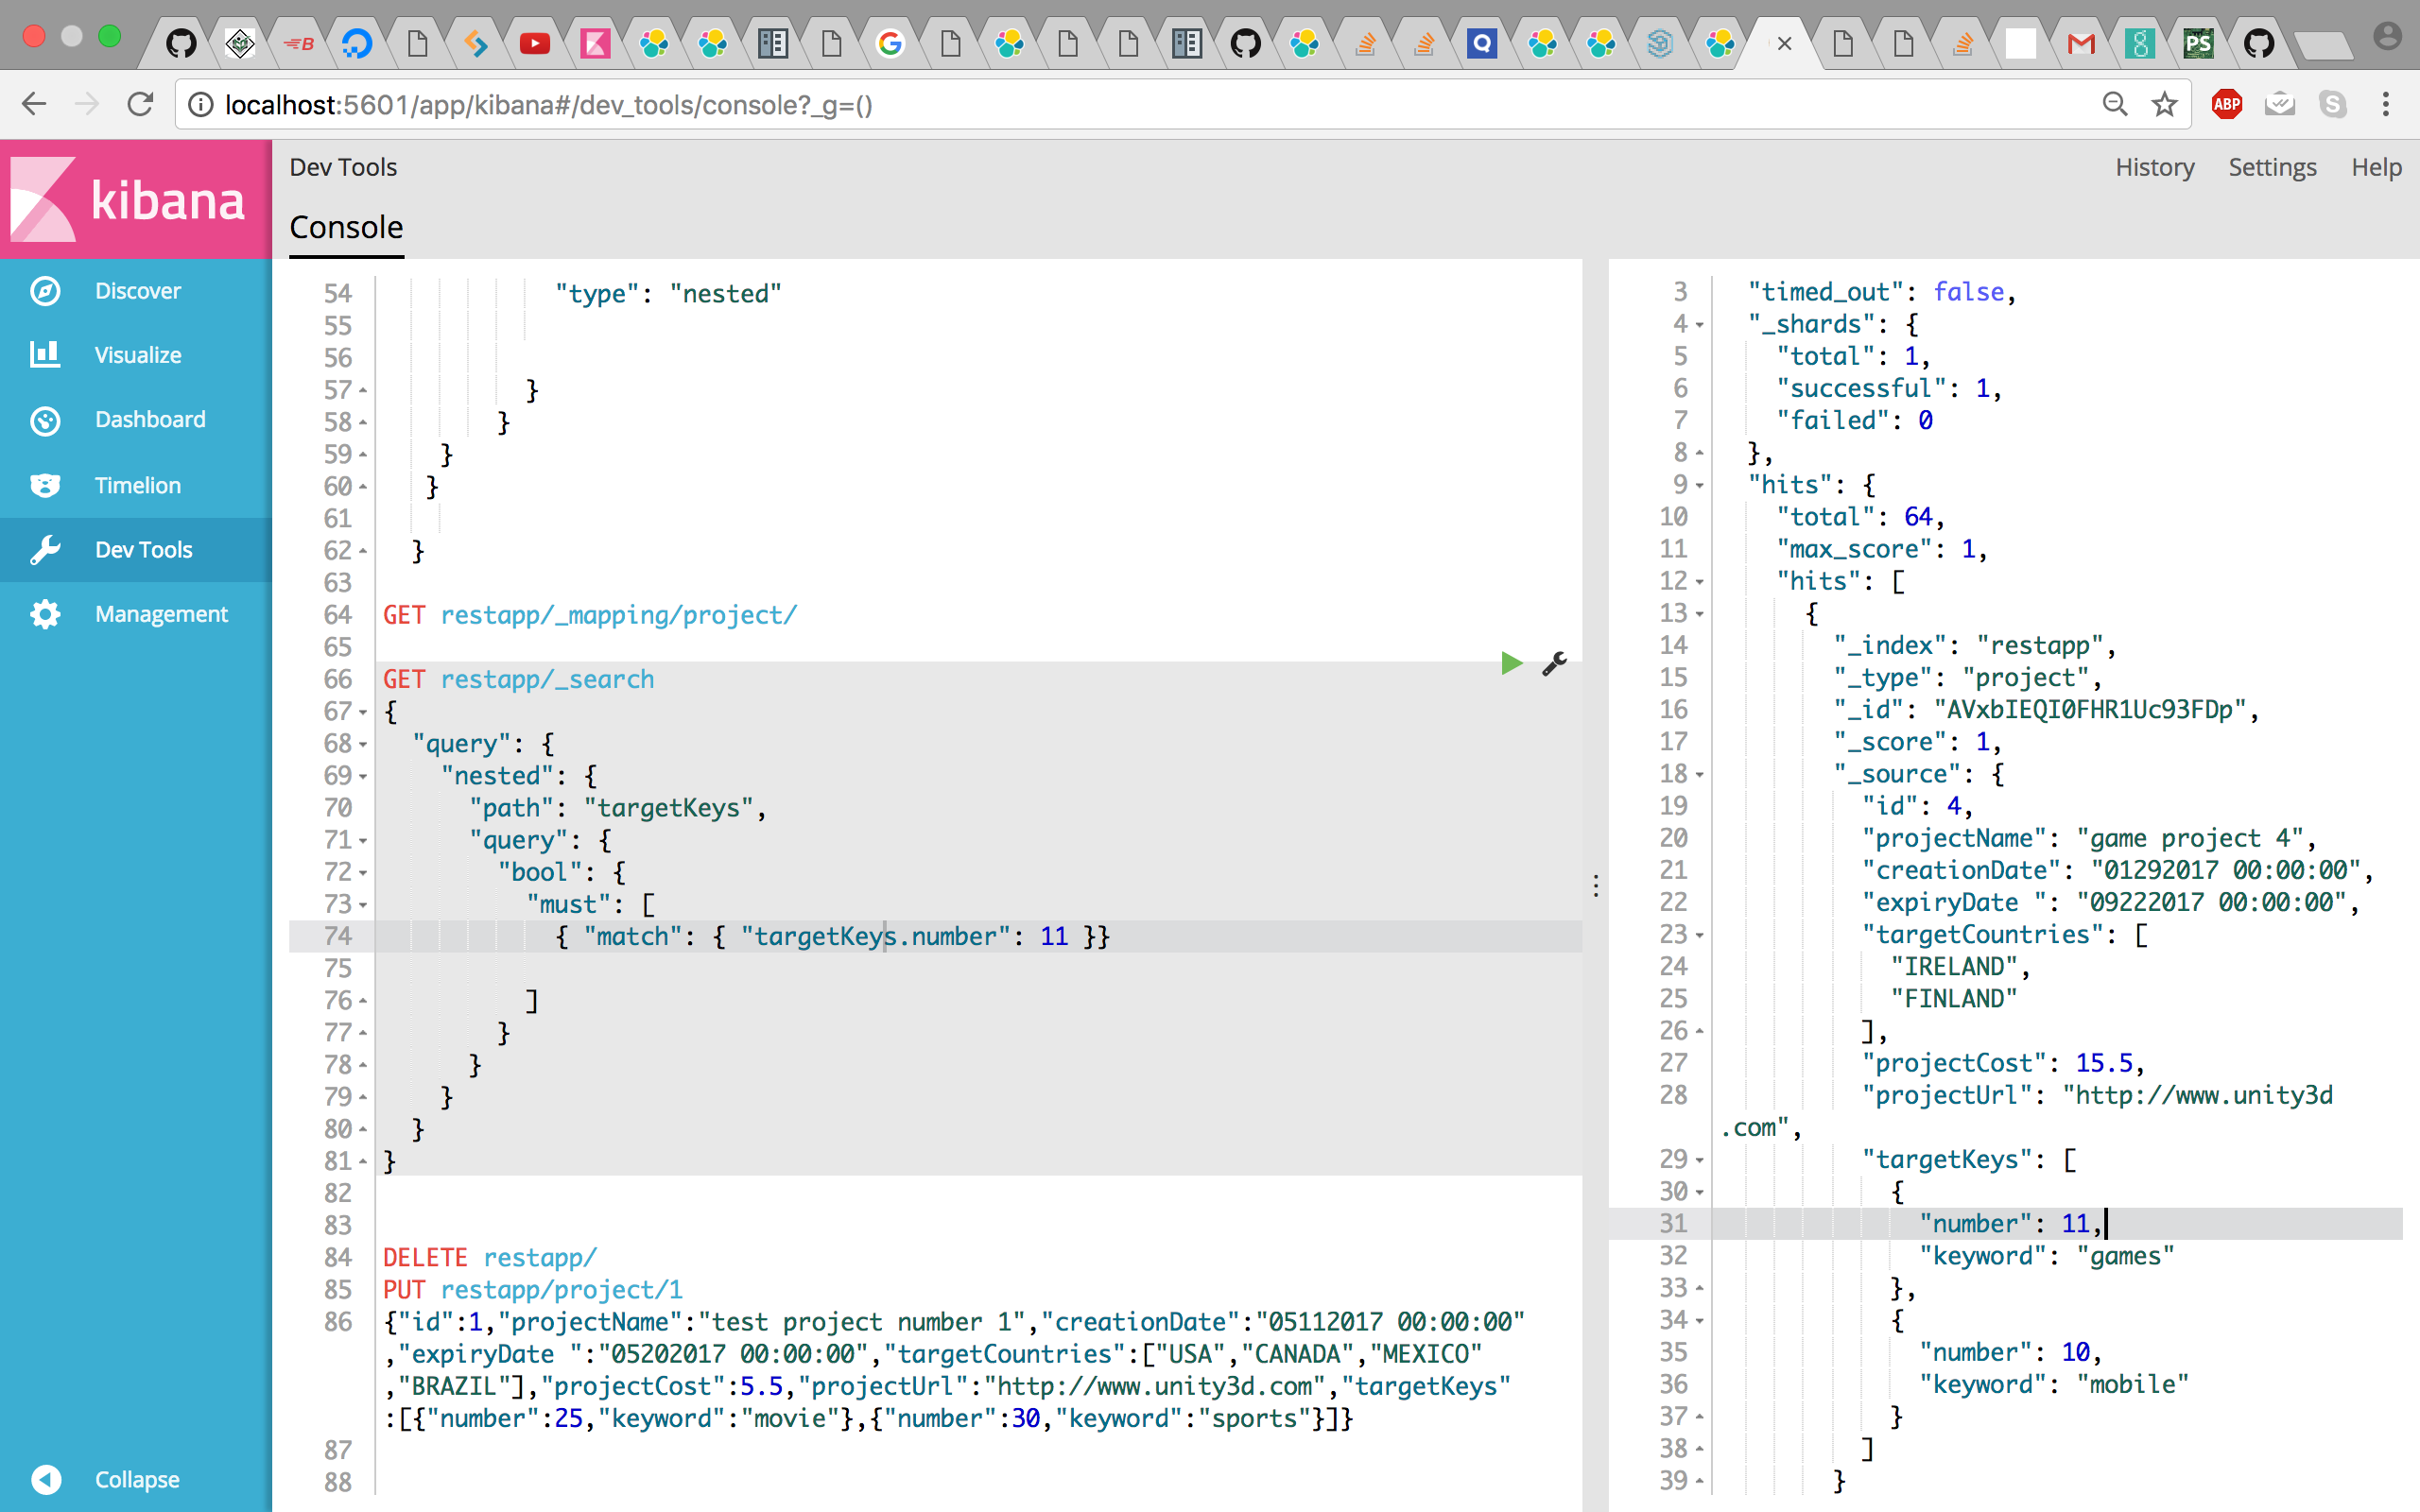 localhost:5601/app/kibana#/dev_tools/console?_g=()
ABP
PS
kibana
Discover
Visualize
Dashboard
Timelion
Dev Tools
Management
Collapse
Dev Tools
History Settings Help
Console
54 "type": "nested"
55
56
57 }
58 }
59 }
60 }
61
62 }
63
64 GET restapp/_mapping/project/
65
66 GET restapp/_search
67 {
68 "query": {
69 "nested": {
70 "path": "targetKeys",
71 "query": {
72 "bool": {
73 "must": [
74 { "match": { "targetKeys.number": 11 }}
75
76 ]
77 }
78 }
79 }
80 }
81 }
82
83
84 DELETE restapp/
85 PUT restapp/project/1
86 {"id":1,"projectName":"test project number 1","creationDate":"05112017 00:00:00"
,"expiryDate ":"05202017 00:00:00","targetCountries":["USA","CANADA","MEXICO"
,"BRAZIL"],"projectCost":5.5,"projectUrl":"http://www.unity3d.com","targetKeys"
:[{"number":25,"keyword":"movie"},{"number":30,"keyword":"sports"}]}
87
88
3 "timed_out": false,
4 "_shards": {
5 "total": 1,
6 "successful": 1,
7 "failed": 0
8 },
9 "hits": {
10 "total": 64,
11 "max_score": 1,
12 "hits": [
13 {
14 "_index": "restapp",
15 "_type": "project",
16 "_id": "AVxbIEQI0FHR1Uc93FDp",
17 "_score": 1,
18 "_source": {
19 "id": 4,
20 "projectName": "game project 4",
21 "creationDate": "01292017 00:00:00",
22 "expiryDate ": "09222017 00:00:00",
23 "targetCountries": [
24 "IRELAND",
25 "FINLAND"
26 ],
27 "projectCost": 15.5,
28 "projectUrl": "http://www.unity3d
.com",
29 "targetKeys": [
30 {
31 "number": 11,
32 "keyword": "games"
33 },
34 {
35 "number": 10,
36 "keyword": "mobile"
37 }
38 ]
39 }